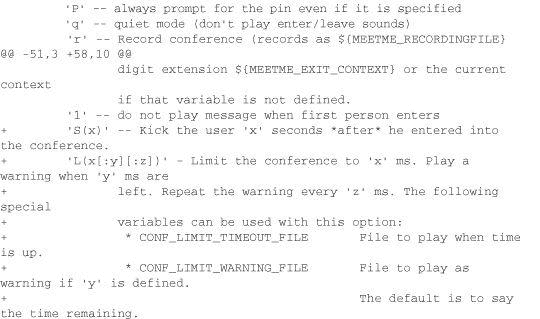 'P' -- always prompt for the pin even if it is specified
'q' -- quiet mode (don't play enter/leave sounds)
'r' -- Record conference (records as ${MEETME_RECORDINGFILE}
@@ -51,3 +58,10 @@
digit extension ${MEETME_EXIT_CONTEXT} or the current
context
if that variable is not defined.
'1' -- do not play message when first person enters
+ 'S(x)' -- Kick the user 'x' seconds *after* he entered into
the conference.
+ 'L(x[:y][:z])' - Limit the conference to 'x' ms. Play a
warning when 'y' ms are
+ left. Repeat the warning every 'z' ms. The following
special
+ variables can be used with this option:
+ * CONF_LIMIT_TIMEOUT_FILE File to play when time
is up.
+ * CONF_LIMIT_WARNING_FILE File to play as
warning if 'y' is defined.
+ The default is to say
the time remaining.